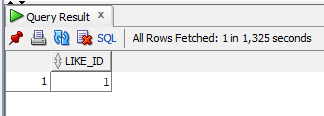 Query Result x
SQL | All Rows Fetched: 1 in 1,325 seconds
LIKE_ID
1 1